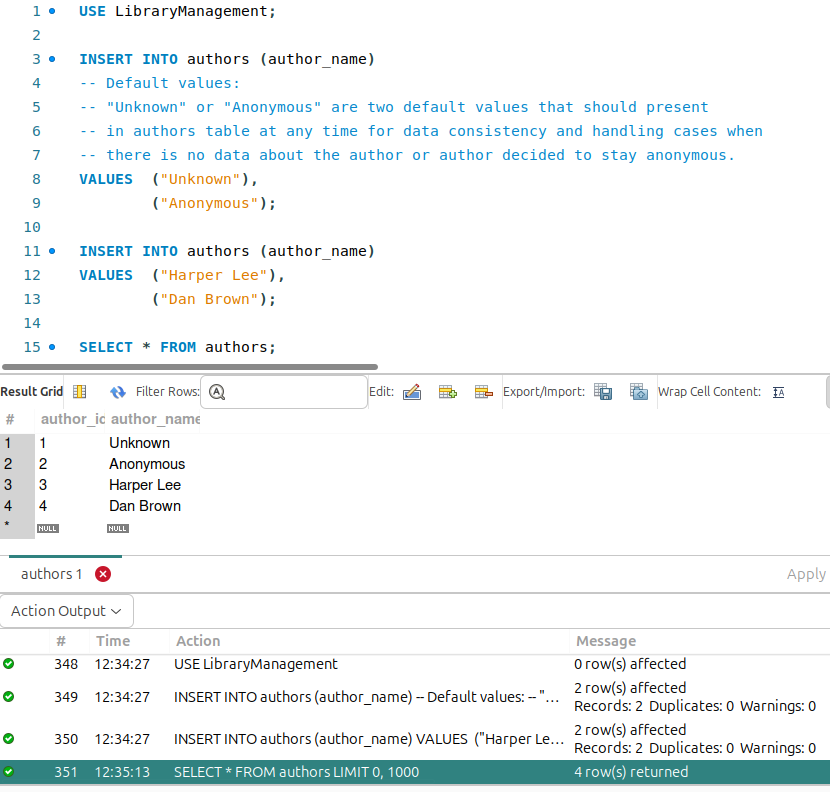 1 USE LibraryManagement;
2
3 INSERT INTO authors (author_name)
4 -- Default values:
5 -- "Unknown" or "Anonymous" are two default values that should present
6 -- in authors table at any time for data consistency and handling cases when
7 -- there is no data about the author or author decided to stay anonymous.
8 VALUES ("Unknown"),
9 ("Anonymous");
10
11 INSERT INTO authors (author_name)
12 VALUES ("Harper Lee"),
13 ("Dan Brown");
14
15 SELECT * FROM authors;
Result Grid Filter Rows: Edit: Export/Import: Wrap Cell Content: IA
# author_id author_name
1 1 Unknown
2 2 Anonymous
3 3 Harper Lee
4 4 Dan Brown
* NULL NULL
authors 1 Apply
Action Output
# Time Action Message
348 12:34:27 USE LibraryManagement 0 row(s) affected
349 12:34:27 INSERT INTO authors (author_name) -- Default values: -- "... 2 row(s) affected
Records: 2 Duplicates: 0 Warnings: 0
350 12:34:27 INSERT INTO authors (author_name) VALUES ("Harper Le... 2 row(s) affected
Records: 2 Duplicates: 0 Warnings: 0
351 12:35:13 SELECT * FROM authors LIMIT 0, 1000 4 row(s) returned